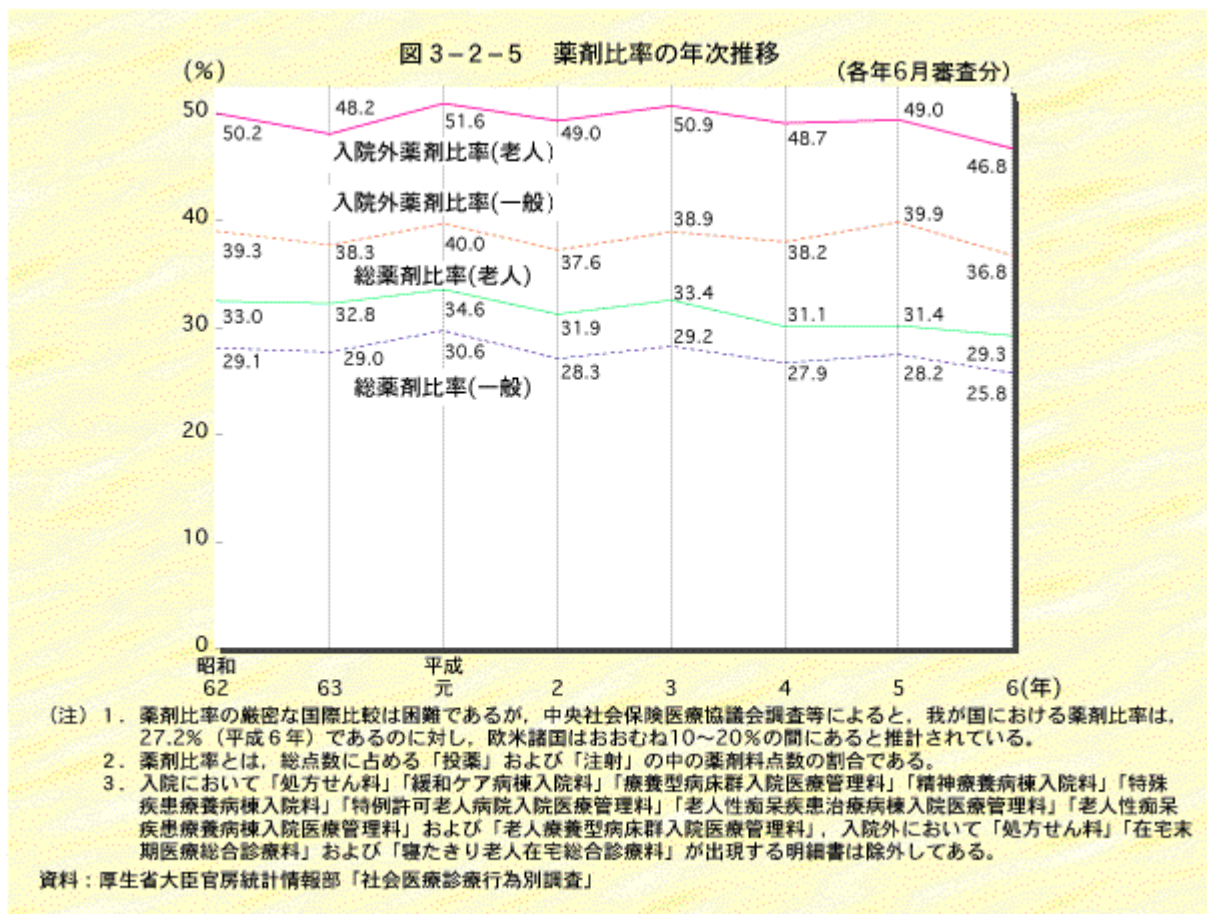 図3−2−5　薬剤比率の年次推移
(％)
(各年6月審査分)
50
50.2
48.2
51.6
49.0
50.9
48.7
49.0
46.8
入院外薬剤比率(老人)
入院外薬剤比率(一般)
40
39.3
38.3
40.0
37.6
38.9
38.2
39.9
36.8
総薬剤比率(老人)
30
33.0
32.8
34.6
31.9
33.4
31.1
31.4
29.3
29.1
29.0
30.6
28.3
29.2
27.9
28.2
25.8
総薬剤比率(一般)
20
10
0
昭和
平成
62
63
元
2
3
4
5
6(年)
(注) 1．薬剤比率の厳密な国際比較は困難であるが，中央社会保険医療協議会調査等によると，我が国における薬剤比率は，
27.2％（平成６年）であるのに対し，欧米諸国はおおむね10〜20％の間にあると推計されている。
2．薬剤比率とは，総点数に占める「投薬」および「注射」の中の薬剤料点数の割合である。
3．入院において「処方せん料」「緩和ケア病棟入院料」「療養型病床群入院医療管理料」「精神療養病棟入院料」「特殊
疾患療養病棟入院料」「特例許可老人病院入院医療管理料」「老人性痴呆疾患治療病棟入院医療管理料」「老人性痴呆
疾患療養病棟入院医療管理料」および「老人療養型病床群入院医療管理料」，入院外において「処方せん料」「在宅末
期医療総合診療料」および「寝たきり老人在宅総合診療料」が出現する明細書は除外してある。
資料：厚生省大臣官房統計情報部「社会医療診療行為別調査」